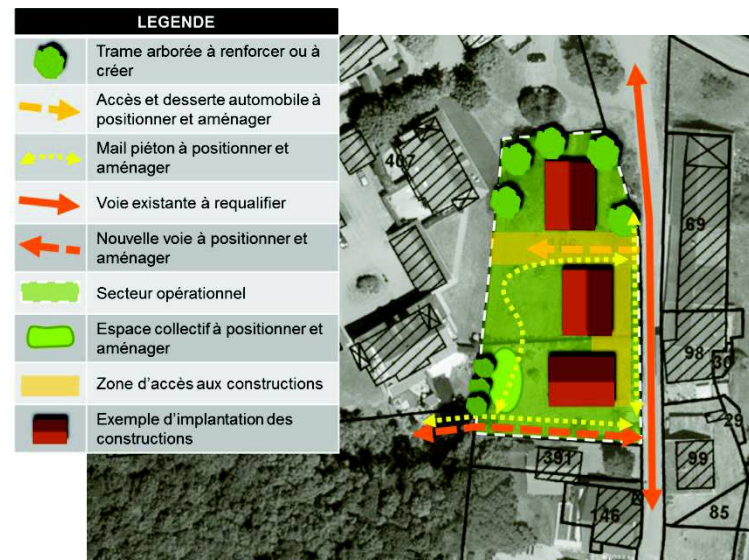 LEGENDE
Trame arborée à renforcer ou à
créer
Accès et desserte automobile à
positionner et aménager
Mail piéton à positionner et
aménager
Voie existante à requalifier
Nouvelle voie à positionner et
aménager
Secteur opérationnel
Espace collectif à positionner et
aménager
Zone d'accès aux constructions
Exemple d'implantation des
constructions
407
69
98
30
29
391
99
146
85